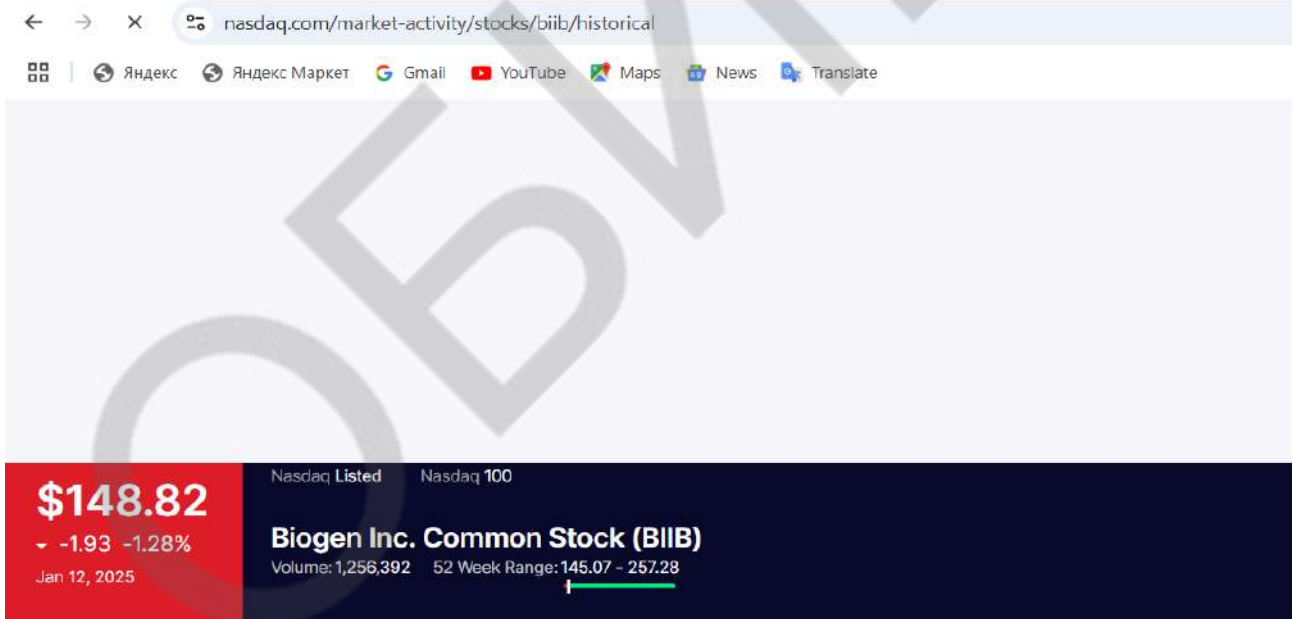 nasdaq.com/market-activity/stocks/biib/historical
Яндекс Яндекс Маркет Gmail YouTube Maps News Translate
Nasdaq Listed Nasdaq 100
$148.82
Biogen Inc. Common Stock (BIIB)
-1.93 -1.28%
Volume: 1,256,392 52 Week Range: 145.07 - 257.28
Jan 12, 2025